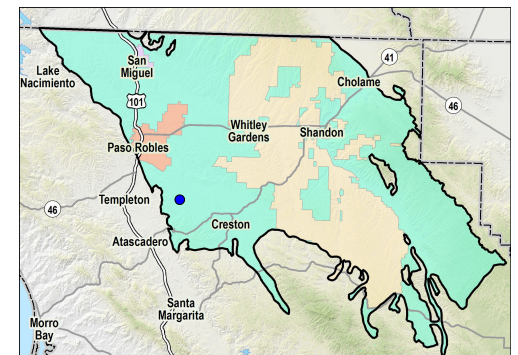 San
Miguel
Lake
Nacimiento
41
Cholame
101
46
Whitley
Gardens
Shandon
Paso Robles
Templeton
46
Creston
Atascadero
Santa
Margarita
Morro
Bay